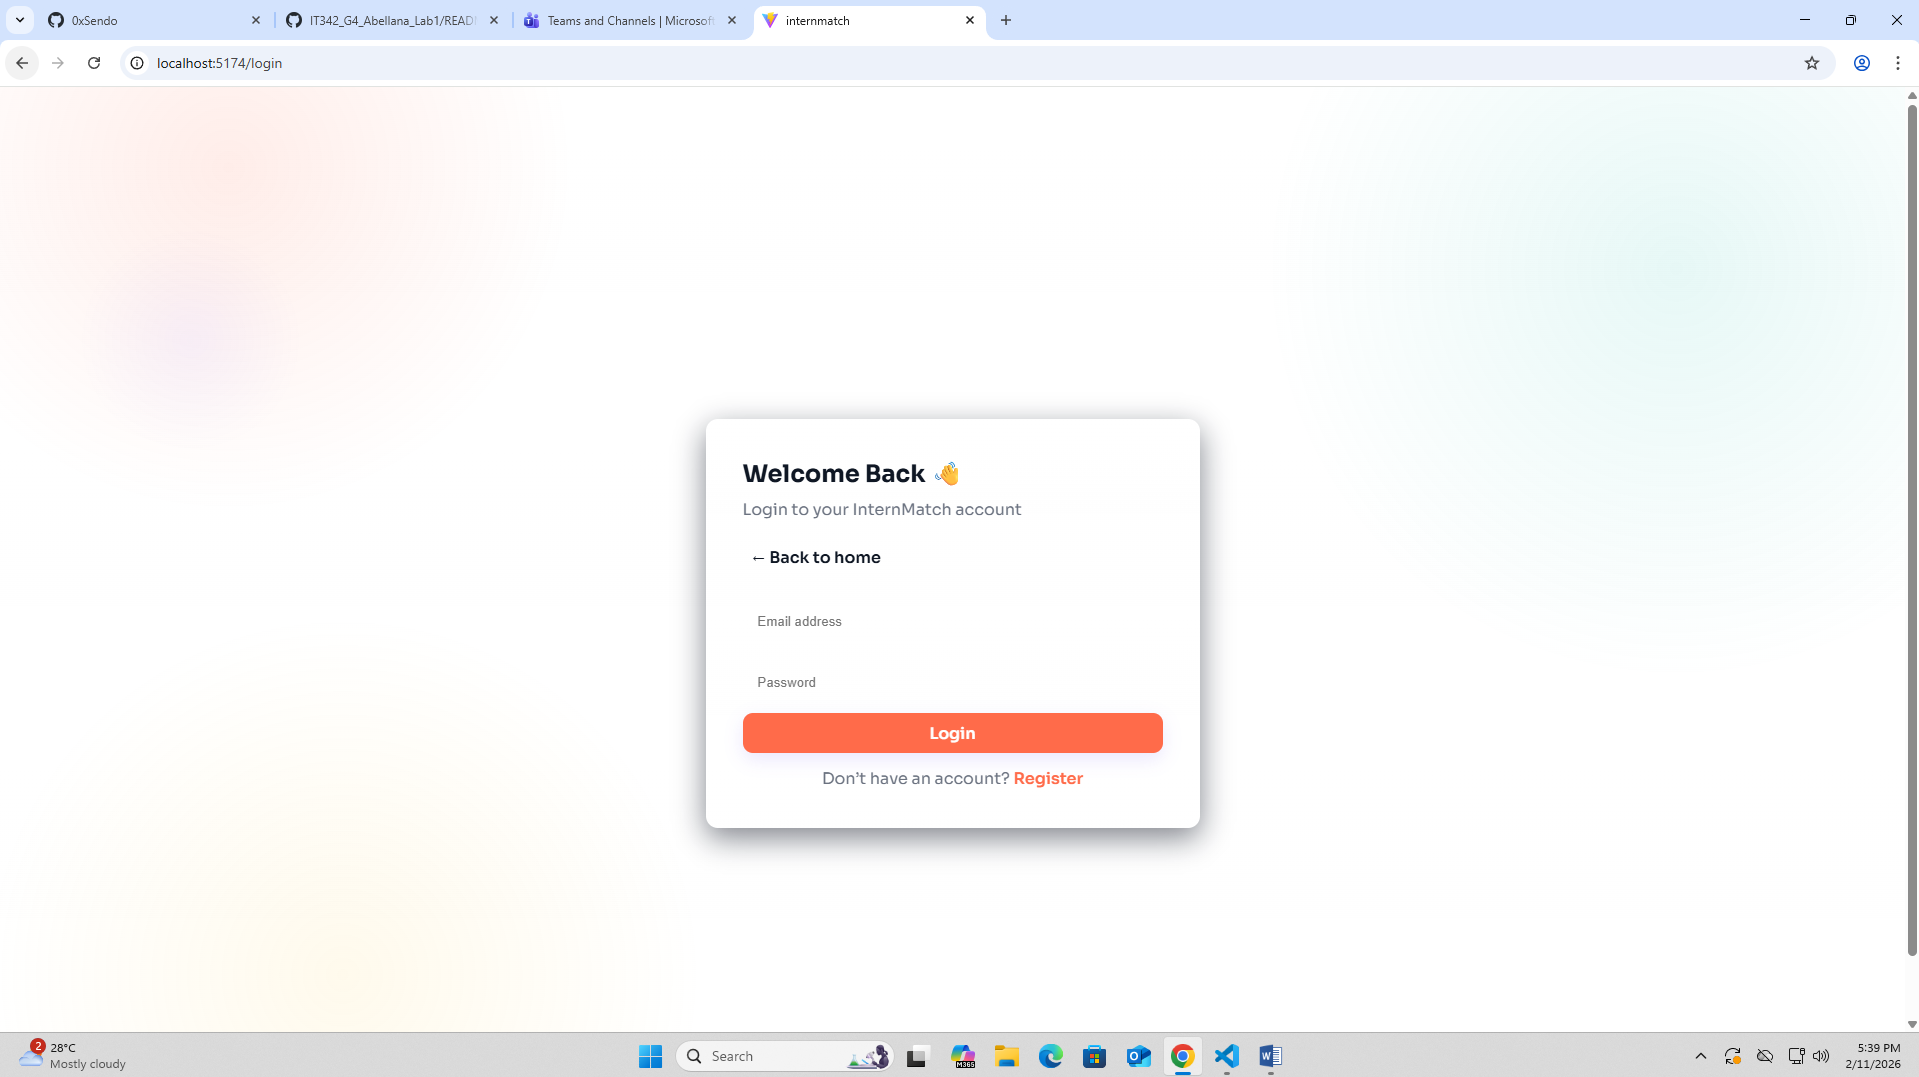 0xSendo
IT342_G4_Abellana_Lab1/READ
Teams and Channels | Microsoft
internmatch
localhost:5174/login
Welcome Back 👋
Login to your InternMatch account
← Back to home
Email address
Password
Login
Don’t have an account? Register
2
28°C
Mostly cloudy
Search
M365
5:39 PM
2/11/2026